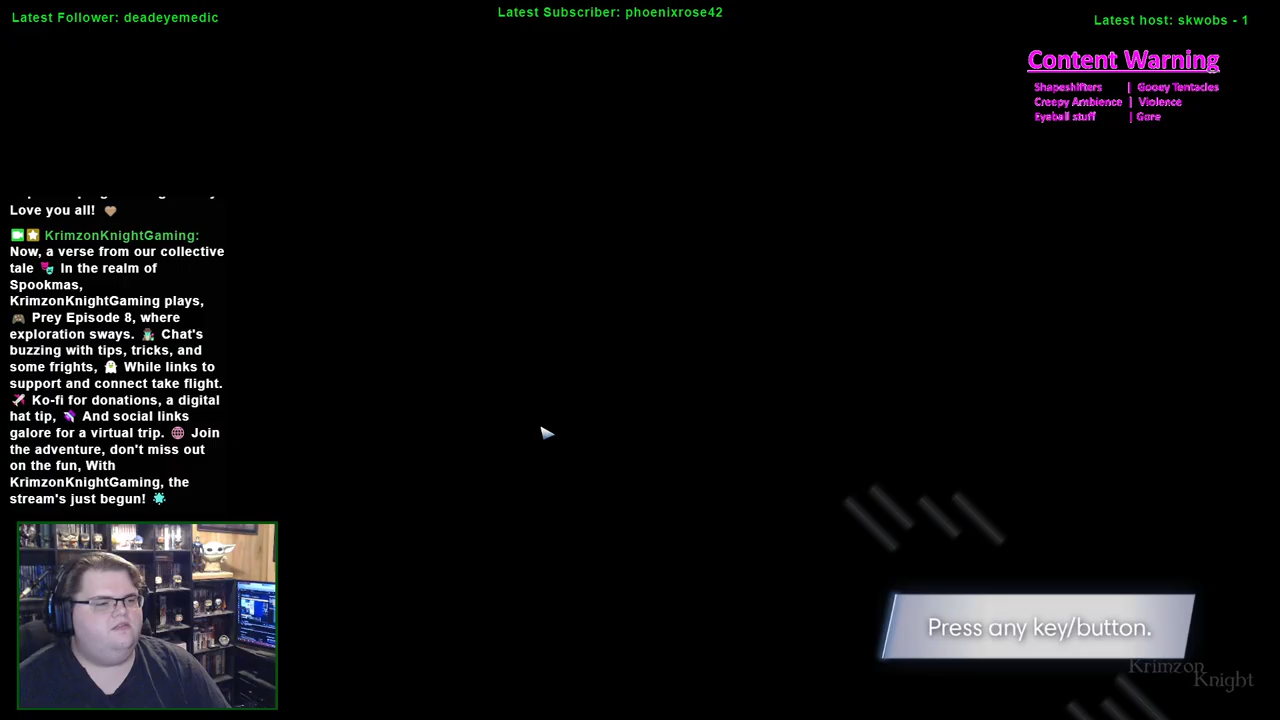 Latest Follower: deadeyemedic
Latest Subscriber: phoenixrose42
Latest host: skwobs - 1
Content Warning
Shapeshifters | Gooey Tentacles
Creepy Ambience | Violence
Eyeball stuff | Gore
Love you all! 🤎
KrimzonKnightGaming:
Now, a verse from our collective
tale 🎭 In the realm of
Spookmas,
KrimzonKnightGaming plays,
🎮 Prey Episode 8, where
exploration sways. Chat's
buzzing with tips, tricks, and
some frights, 👻 While links to
support and connect take flight.
Ko-fi for donations, a digital
hat tip, And social links
galore for a virtual trip. 🌐 Join
the adventure, don't miss out
on the fun, With
KrimzonKnightGaming, the
stream's just begun! 🌟
Press any key/button.
Krimzon
Knight